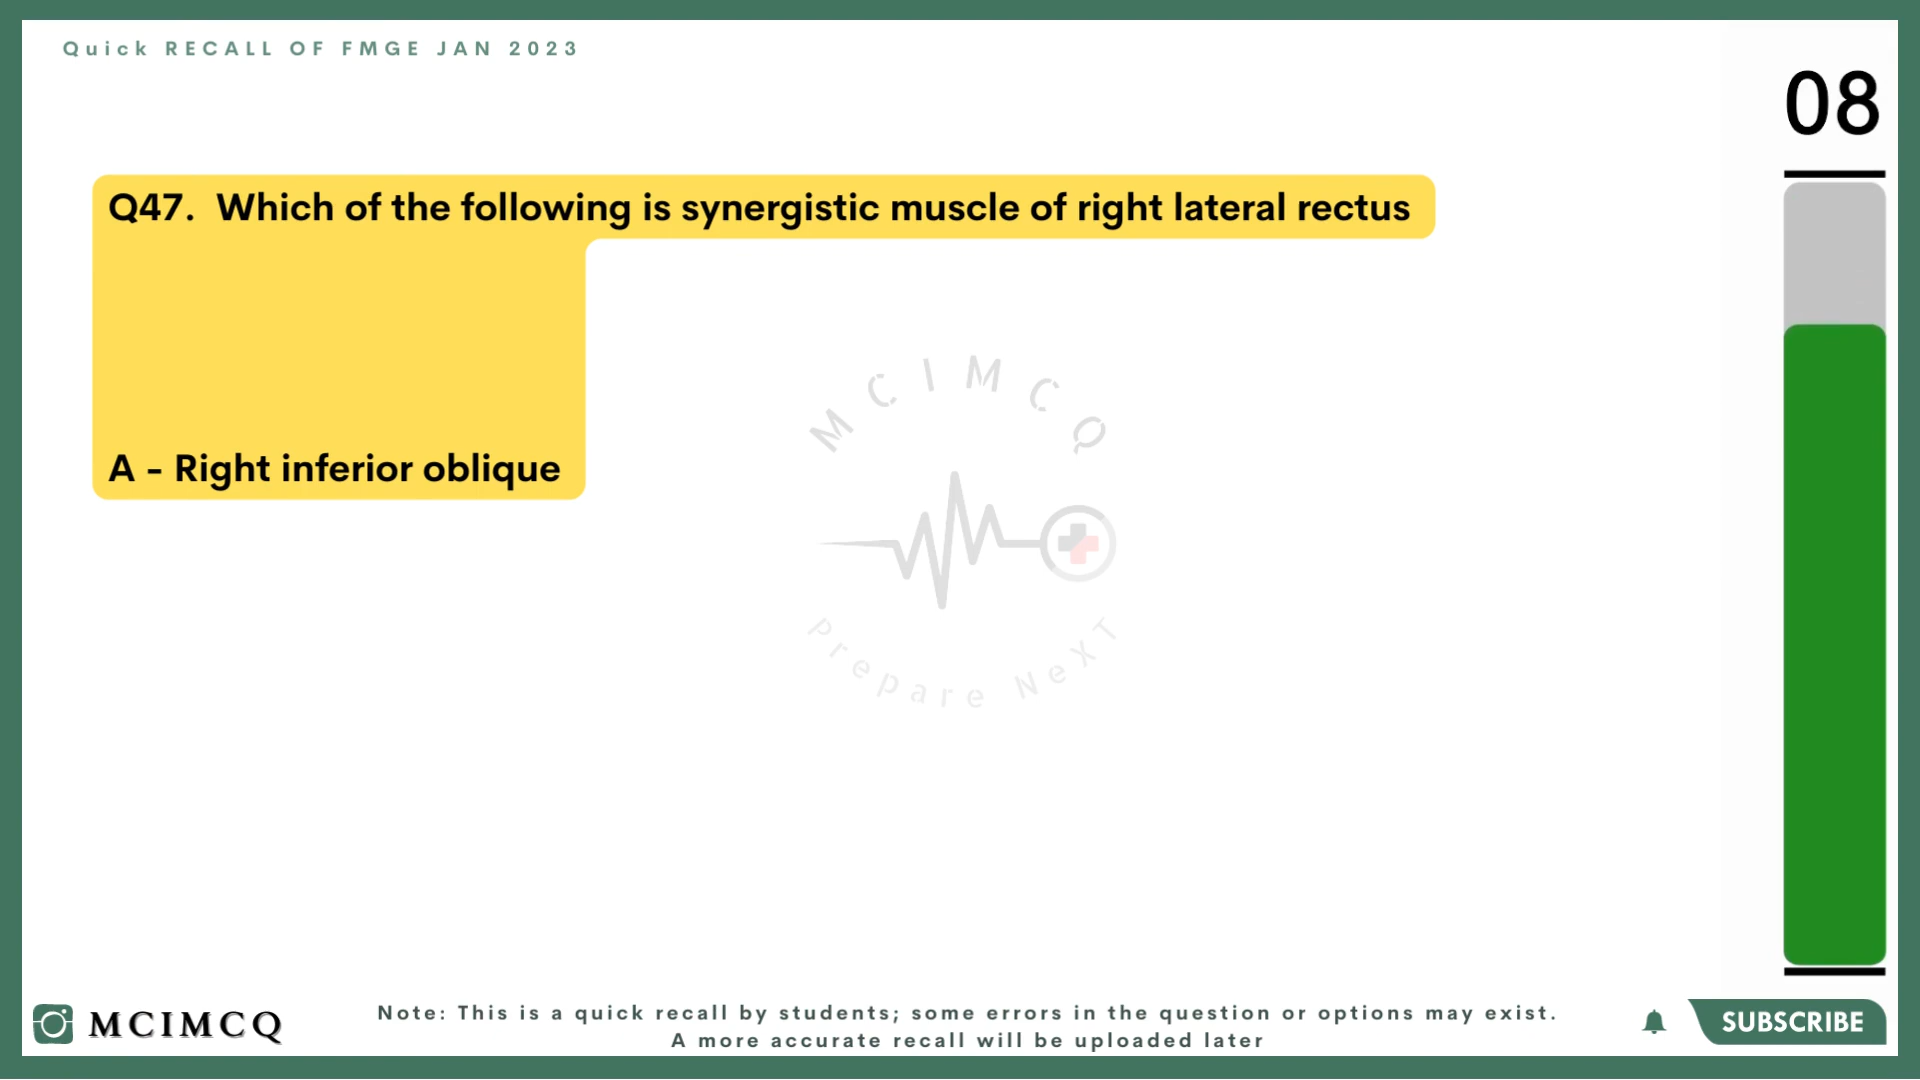 Quick RECALL OF FMGE JAN 2023
08
Q47. Which of the following is synergistic muscle of right lateral rectus
A - Right inferior oblique
MCIMCQ
Prepare NeXT
MCIMCQ
Note: This is a quick recall by students; some errors in the question or options may exist.
A more accurate recall will be uploaded later
SUBSCRIBE